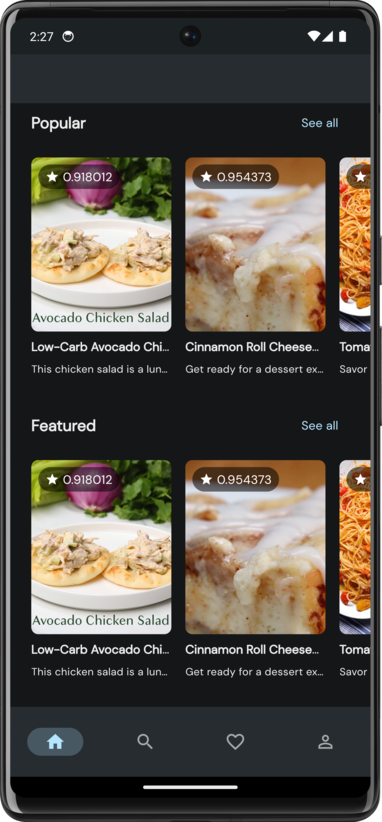 2:27
Popular
See all
0.918012
0.954373
Avocado Chicken Salad
Low-Carb Avocado Chi...
Cinnamon Roll Cheese...
Toma
This chicken salad is a lun...
Get ready for a dessert ex...
Savor
Featured
See all
0.918012
0.954373
Avocado Chicken Salad
Low-Carb Avocado Chi...
Cinnamon Roll Cheese...
Toma
This chicken salad is a lun...
Get ready for a dessert ex...
Savor